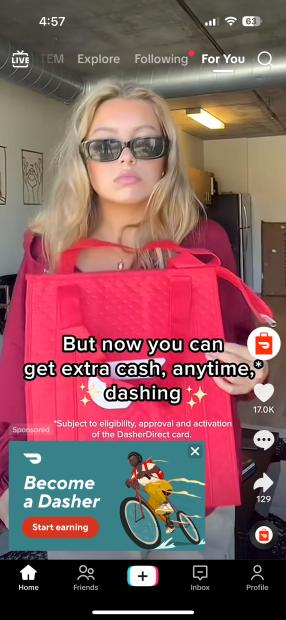 4:57
63
LIVE
TEM Explore Following For You
But now you can
get extra cash, anytime,*
dashing
17.0K
Sponsored
*Subject to eligibility, approval and activation
of the DasherDirect card.
Become
a Dasher
Start earning
129
Home
Friends
Inbox
Profile